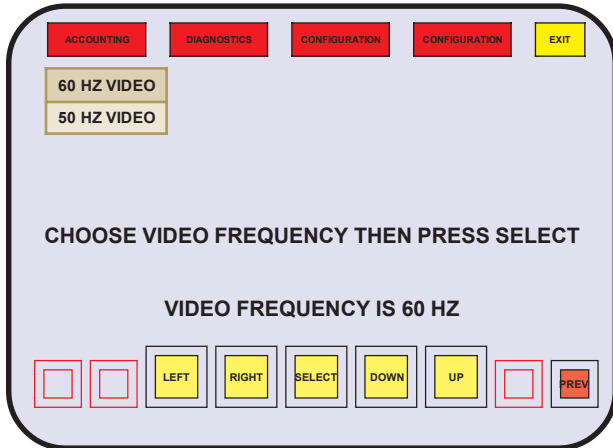 ACCOUNTING DIAGNOSTICS CONFIGURATION CONFIGURATION EXIT
60 HZ VIDEO
50 HZ VIDEO
CHOOSE VIDEO FREQUENCY THEN PRESS SELECT
VIDEO FREQUENCY IS 60 HZ
LEFT RIGHT SELECT DOWN UP PREV